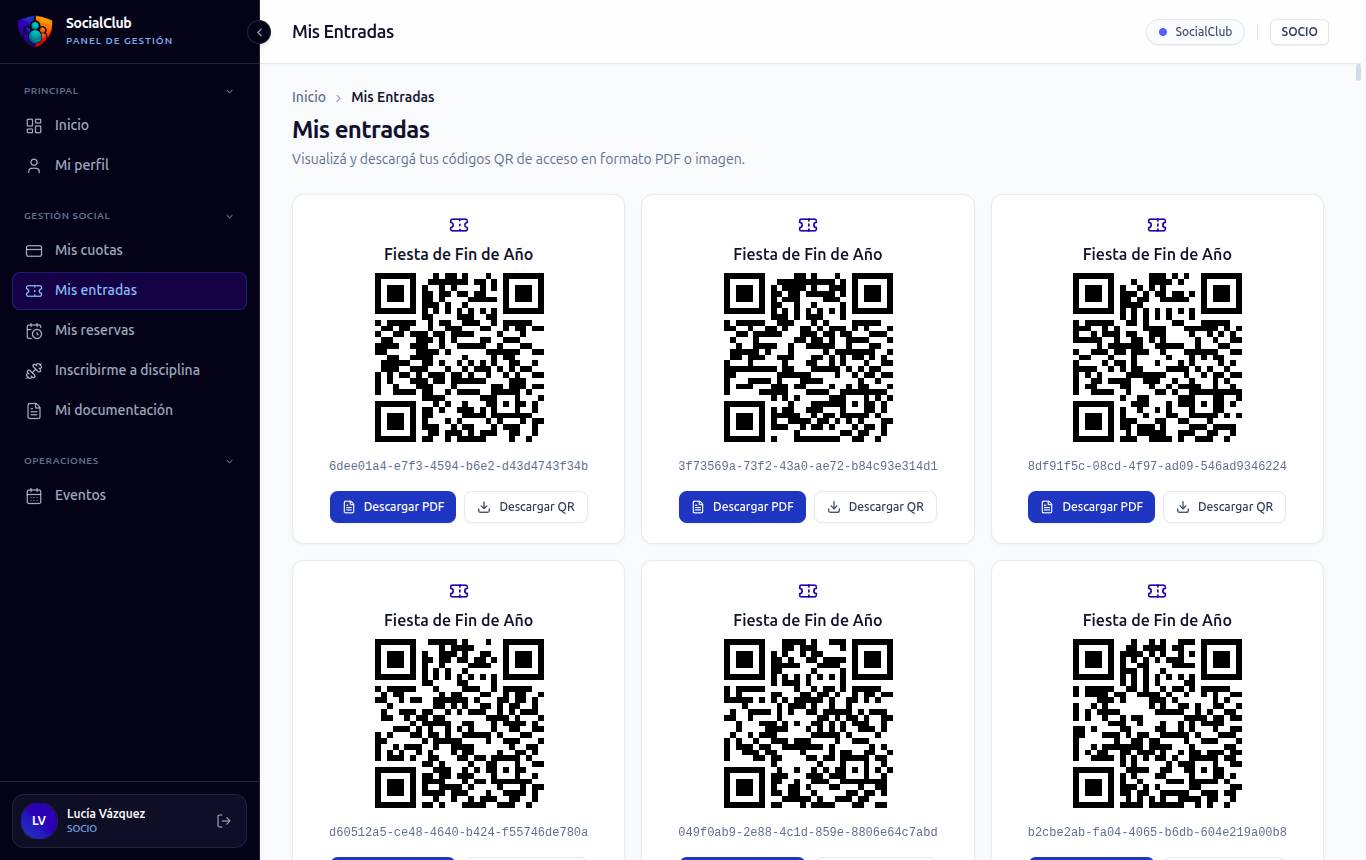 SocialClub
PANEL DE GESTIÓN
PRINCIPAL
Inicio
Mi perfil
GESTIÓN SOCIAL
Mis cuotas
Mis entradas
Mis reservas
Inscribirme a disciplina
Mi documentación
OPERACIONES
Eventos
LV
Lucía Vázquez
SOCIO
Mis Entradas
SocialClub
SOCIO
Inicio > Mis Entradas
Mis entradas
Visualizá y descargá tus códigos QR de acceso en formato PDF o imagen.
Fiesta de Fin de Año
6dee01a4-e7f3-4594-b6e2-d43d4743f34b
Descargar PDF
Descargar QR
Fiesta de Fin de Año
3f73569a-73f2-43a0-ae72-b84c93e314d1
Descargar PDF
Descargar QR
Fiesta de Fin de Año
8df91f5c-08cd-4f97-ad09-546ad9346224
Descargar PDF
Descargar QR
Fiesta de Fin de Año
d60512a5-ce48-4640-b424-f55746de780a
Fiesta de Fin de Año
049f0ab9-2e88-4c1d-859e-8806e64c7abd
Fiesta de Fin de Año
b2cbe2ab-fa04-4065-b6db-604e219a00b8